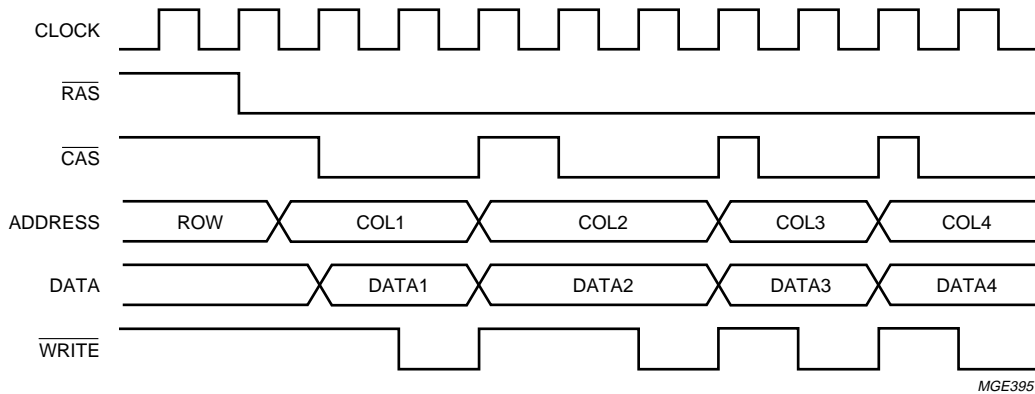 CLOCK
RAS
CAS
ADDRESS ROW COL1 COL2 COL3 COL4
DATA DATA1 DATA2 DATA3 DATA4
WRITE
MGE395